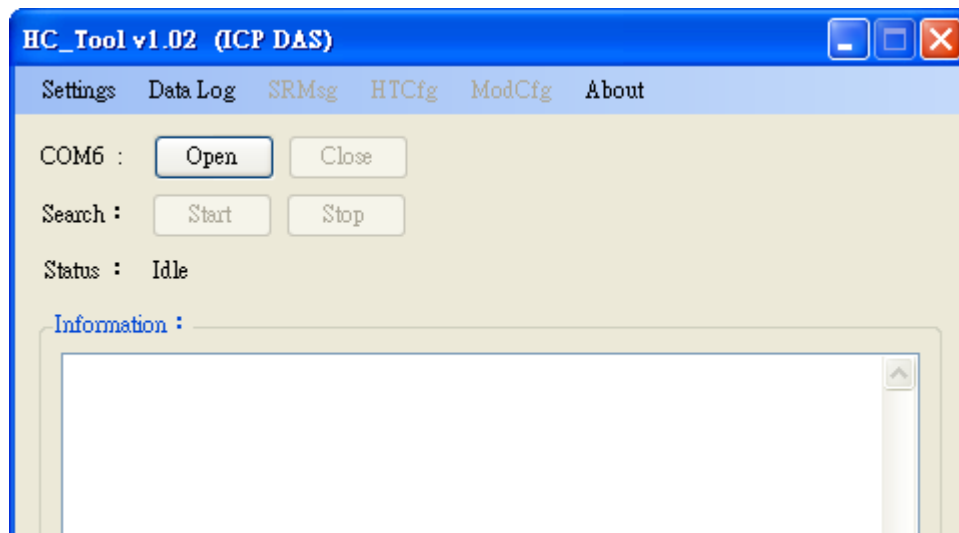 HC_Tool v1.02 (ICP DAS)
Settings Data Log SRMsg HTCfg ModCfg About
COM6 : Open Close
Search： Start Stop
Status： Idle
Information：